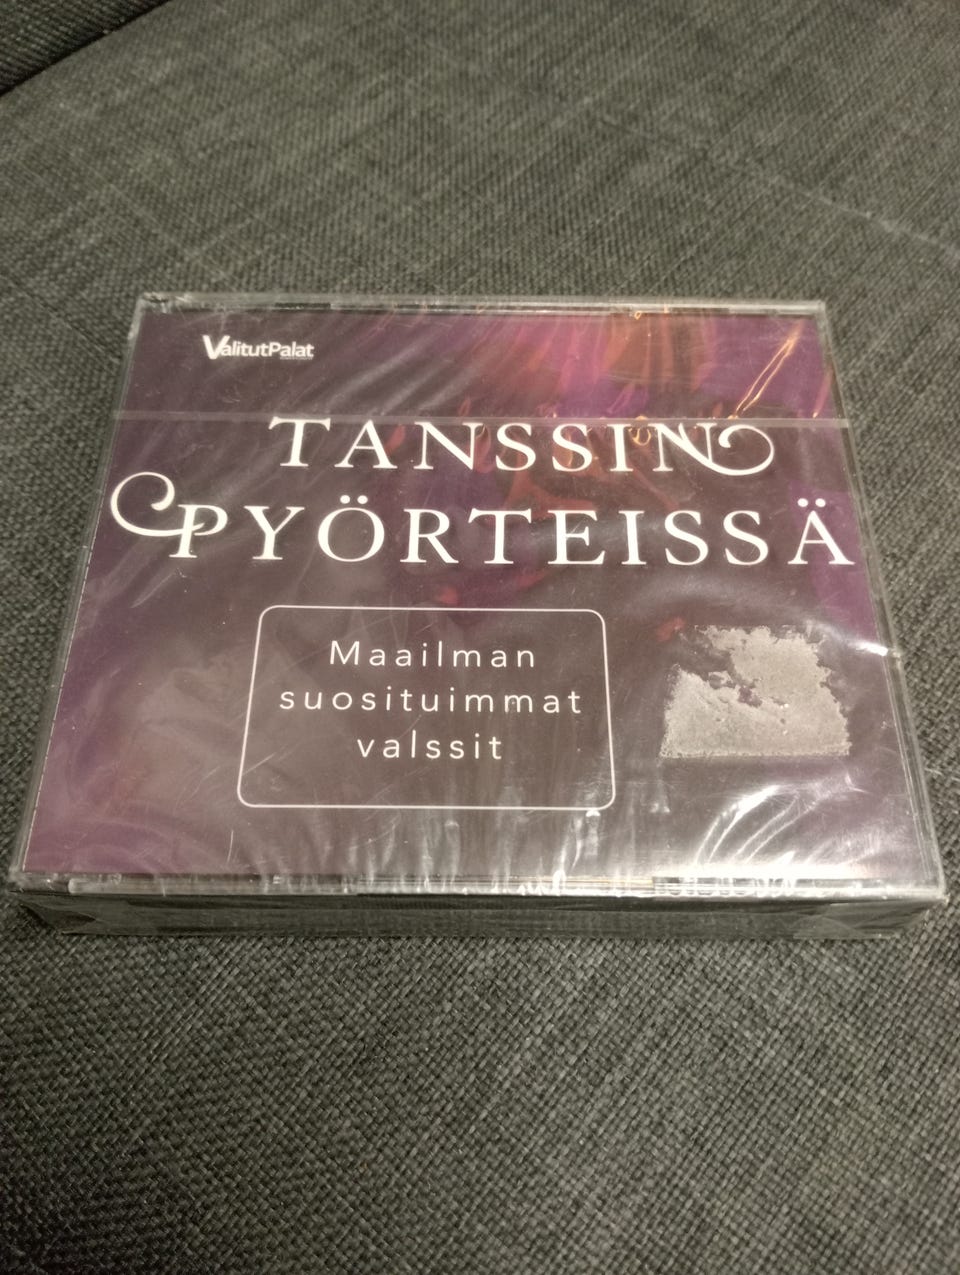 ValitutPalat
TANSSIN
PYÖRTEISSÄ
Maailman
suosituimmat
valssit